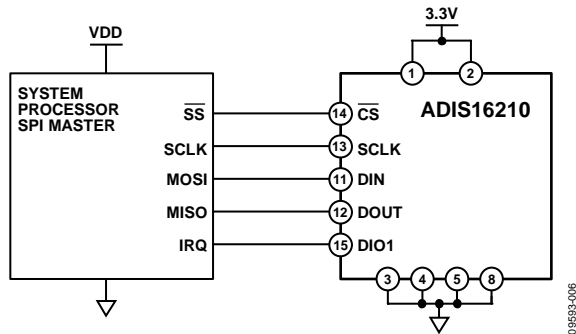 3.3V
VDD
1 2
SYSTEM
PROCESSOR
SPI MASTER
ADIS16210
SS 14 CS
SCLK 13 SCLK
MOSI 11 DIN
MISO 12 DOUT
IRQ 15 DIO1
3 4 5 8
09593-006